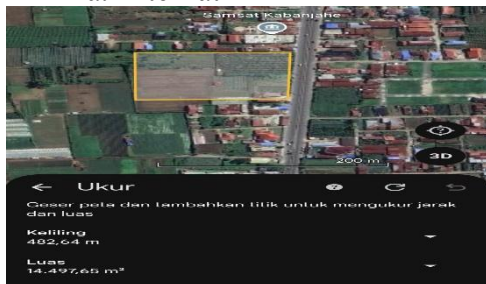 Samsat Kabanjahe
200 m
3D
Ukur
Geser peta dan tambahkan titik untuk mengukur jarak
dan luas
Keliling
482,64 m
Luas
14.497,65 m²